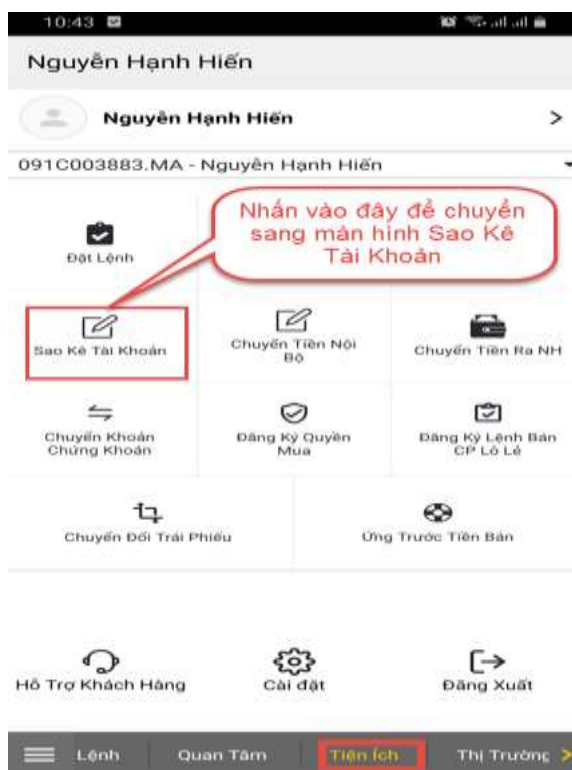 10:43
Nguyễn Hạnh Hiến
Nguyễn Hạnh Hiến
091C003883.MA - Nguyễn Hạnh Hiến
Nhấn vào đây để chuyển
sang màn hình Sao Kê
Tài Khoản
Đặt Lệnh
Sao Kê Tài Khoản
Chuyển Tiền Nội
Bộ
Chuyển Tiền Ra NH
Chuyển Khoản
Chứng Khoán
Đăng Ký Quyền
Mua
Đăng Ký Lệnh Bán
CP Lô Lẻ
Chuyển Đổi Trái Phiếu
Ứng Trước Tiền Bán
Hỗ Trợ Khách Hàng
Cài đặt
Đăng Xuất
Lệnh
Quan Tâm
Tiện Ích
Thị Trường